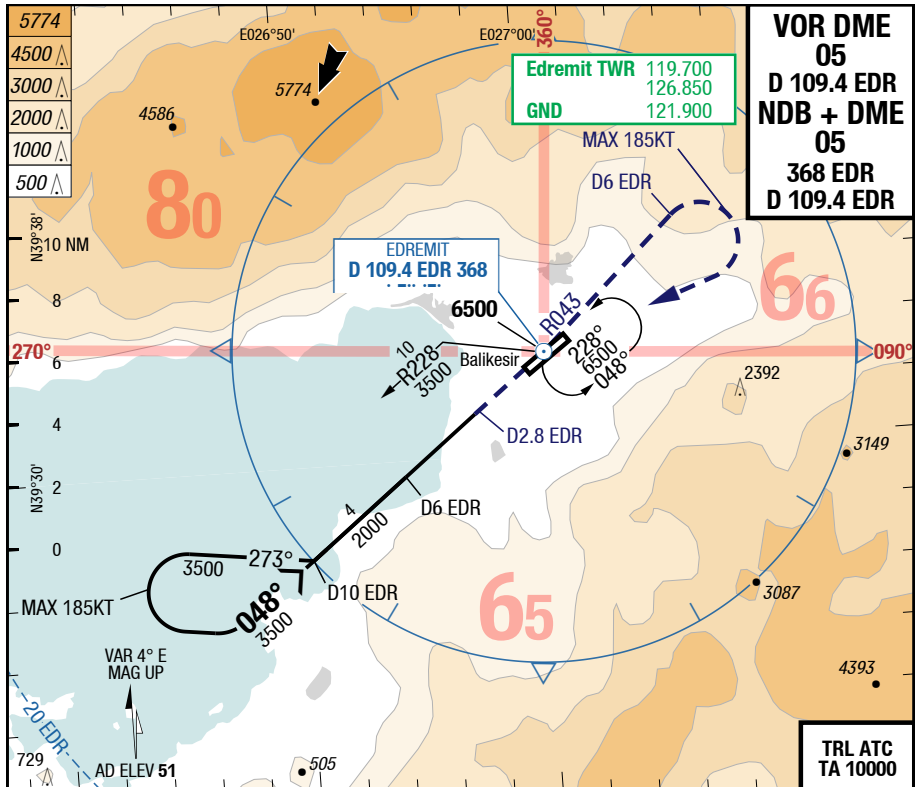 5774
4500
3000
2000
1000
500
E026°50'
E027°00'
360°
VOR DME
05
D 109.4 EDR
NDB + DME
05
368 EDR
D 109.4 EDR
Edremit TWR 119.700
126.850
GND 121.900
5774
4586
MAX 185KT
D6 EDR
80
N39°38'
10 NM
EDREMIT
D 109.4 EDR 368
66
8
6500
R043
270°
6
10
R228
3500
Balikesir
228°
6500
048°
090°
2392
4
D2.8 EDR
3149
N39°30'
2
D6 EDR
4
2000
0
3500
273°
D10 EDR
MAX 185KT
048°
3500
65
3087
VAR 4° E
MAG UP
4393
20 EDR
729
AD ELEV 51
505
TRL ATC
TA 10000